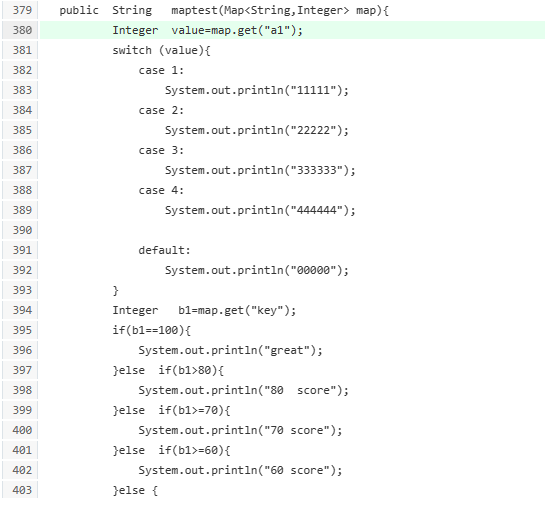 379 public  String   maptest(Map<String,Integer> map){
380         Integer  value=map.get("a1");
381         switch (value){
382             case 1:
383                 System.out.println("11111");
384             case 2:
385                 System.out.println("22222");
386             case 3:
387                 System.out.println("333333");
388             case 4:
389                 System.out.println("444444");
390
391             default:
392                 System.out.println("00000");
393         }
394         Integer   b1=map.get("key");
395         if(b1==100){
396             System.out.println("great");
397         }else  if(b1>80){
398             System.out.println("80  score");
399         }else  if(b1>=70){
400             System.out.println("70 score");
401         }else  if(b1>=60){
402             System.out.println("60 score");
403         }else {